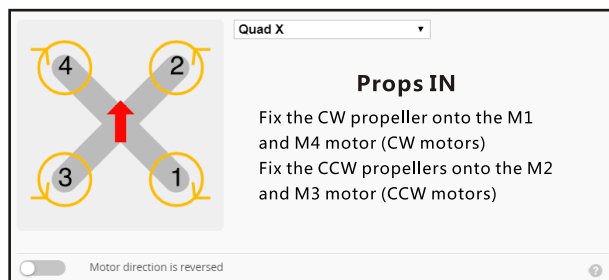 Quad X
4
2
3
1
Props IN
Fix the CW propeller onto the M1
and M4 motor (CW motors)
Fix the CCW propellers onto the M2
and M3 motor (CCW motors)
Motor direction is reversed
?